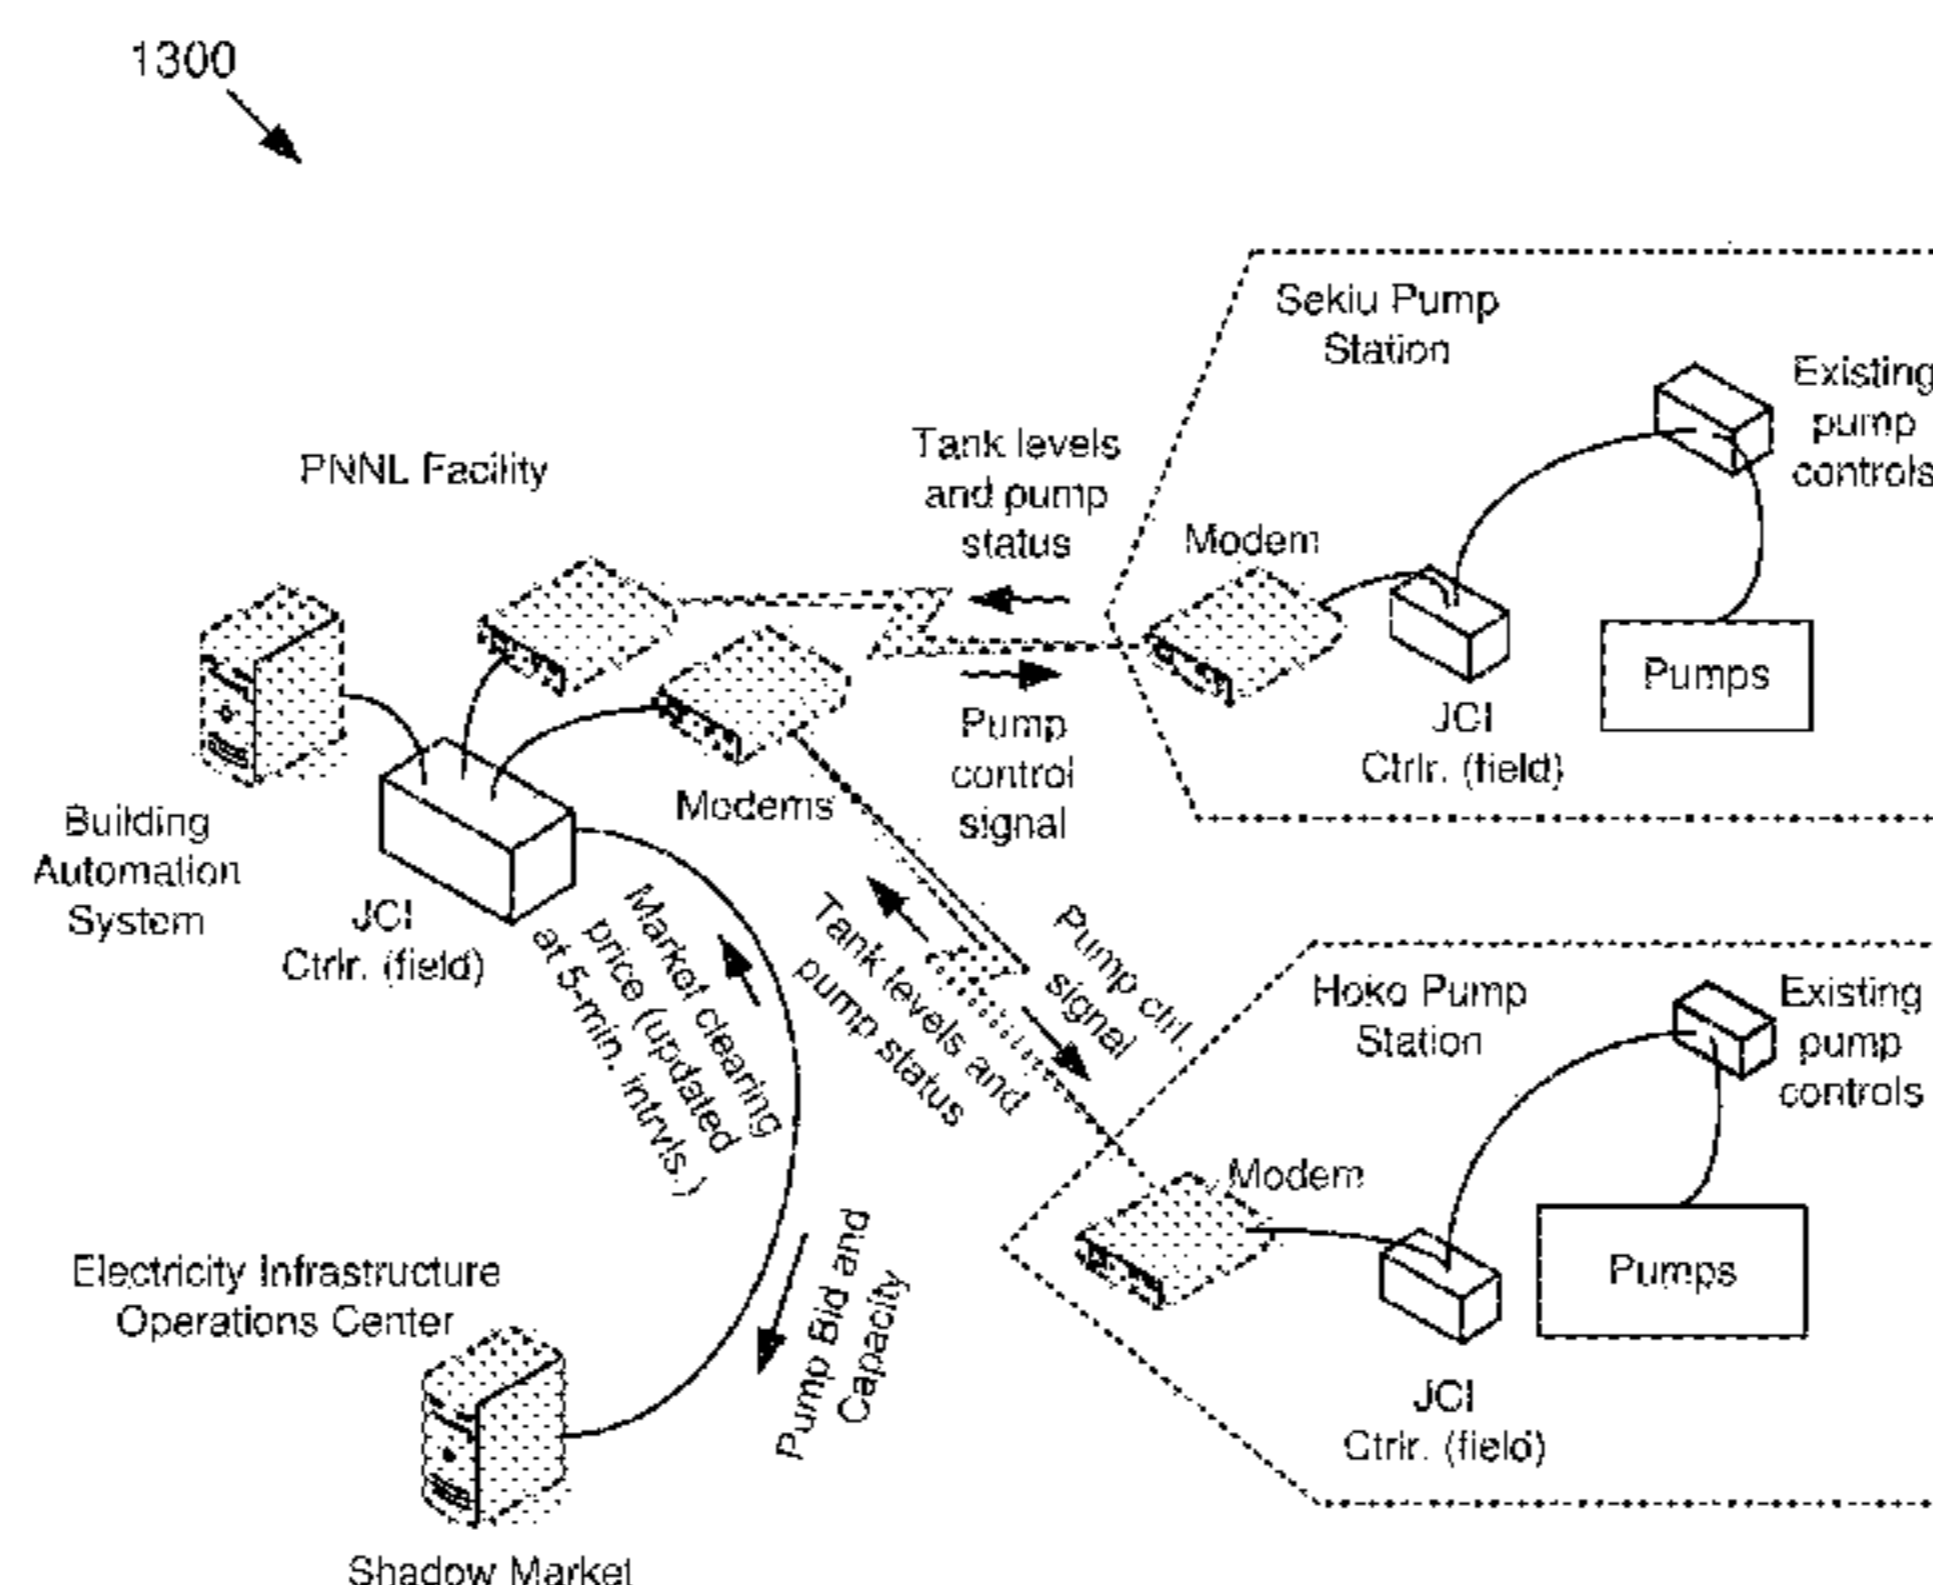 1300
Sekiu Pump
Station
Existing
pump
controls
Tank levels
and pump
status
PNNL Facility
Modem
Pumps
JCI
Ctrlr. (field)
Pump
control
signal
Modems
Building
Automation
System
JCI
Ctrlr. (field)
Market clearing
price (updated
at 5-min. intrvls.)
Tank levels and
pump status
Pump ctrl.
signal
Hoko Pump
Station
Existing
pump
controls
Modem
Pumps
JCI
Ctrlr. (field)
Pump Bid and
Capacity
Electricity Infrastructure
Operations Center
Shadow Market